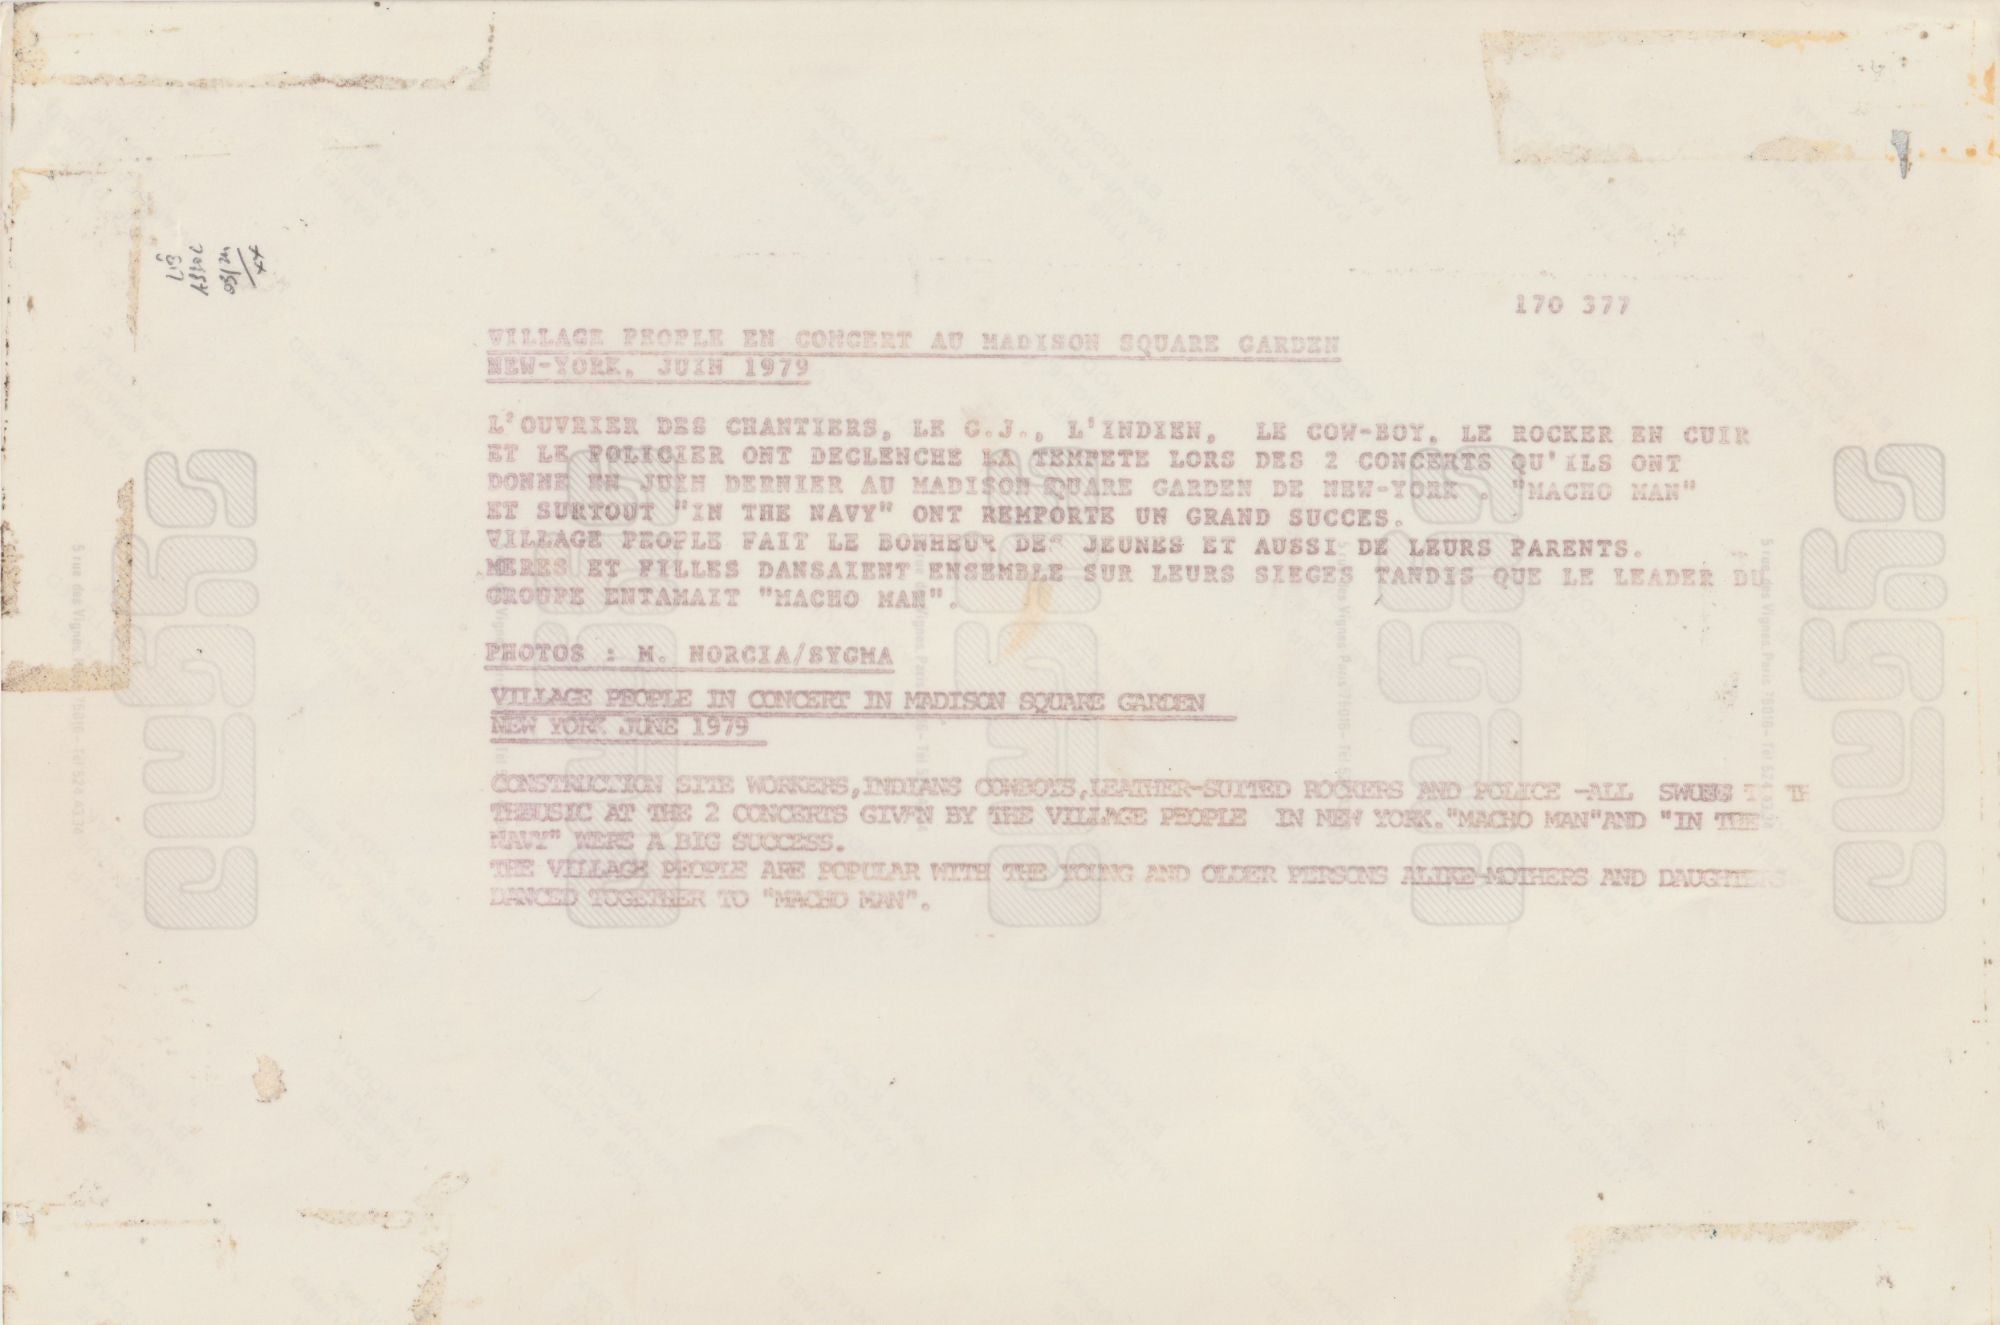 170 377
VILLAGE PEOPLE EN CONCERT AU MADISON SQUARE GARDEN
NEW-YORK, JUIN 1979
L'OUVRIER DES CHANTIERS, LE G.J., L'INDIEN, LE COW-BOY, LE ROCKER EN CUIR
ET LE POLICIER ONT DECLENCHE LA TEMPETE LORS DES 2 CONCERTS QU'ILS ONT
DONNE EN JUIN DERNIER AU MADISON SQUARE GARDEN DE NEW-YORK . "MACHO MAN"
ET SURTOUT "IN THE NAVY" ONT REMPORTE UN GRAND SUCCES.
VILLAGE PEOPLE FAIT LE BONHEUR DES JEUNES ET AUSSI DE LEURS PARENTS.
MERES ET FILLES DANSAIENT ENSEMBLE SUR LEURS SIEGES TANDIS QUE LE LEADER DU
GROUPE ENTAMAIT "MACHO MAN".
PHOTOS : M. NORCIA/SYGMA
VILLAGE PEOPLE IN CONCERT IN MADISON SQUARE GARDEN
NEW YORK JUNE 1979
CONSTRUCTION SITE WORKERS,INDIANS COWBOYS,LEATHER-SUITED ROCKERS AND POLICE -ALL SWUNG TO TH
AT THE 2 CONCERTS GIVEN BY THE VILLAGE PEOPLE IN NEW YORK."MACHO MAN"AND "IN THE
NAVY" WERE A BIG SUCCESS.
THE VILLAGE PEOPLE ARE POPULAR WITH THE YOUNG AND OLDER PERSONS ALIKE-MOTHERS AND DAUGHTERS
DANCED TOGETHER TO "MACHO MAN".